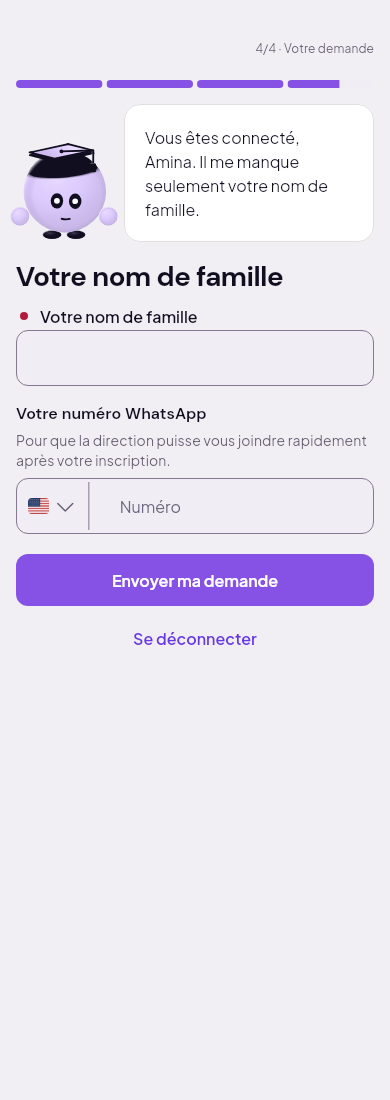 4/4 · Votre demande
Vous êtes connecté,
Amina. Il me manque
seulement votre nom de
famille.
Votre nom de famille
Votre nom de famille
Votre numéro WhatsApp
Pour que la direction puisse vous joindre rapidement
après votre inscription.
Numéro
Envoyer ma demande
Se déconnecter